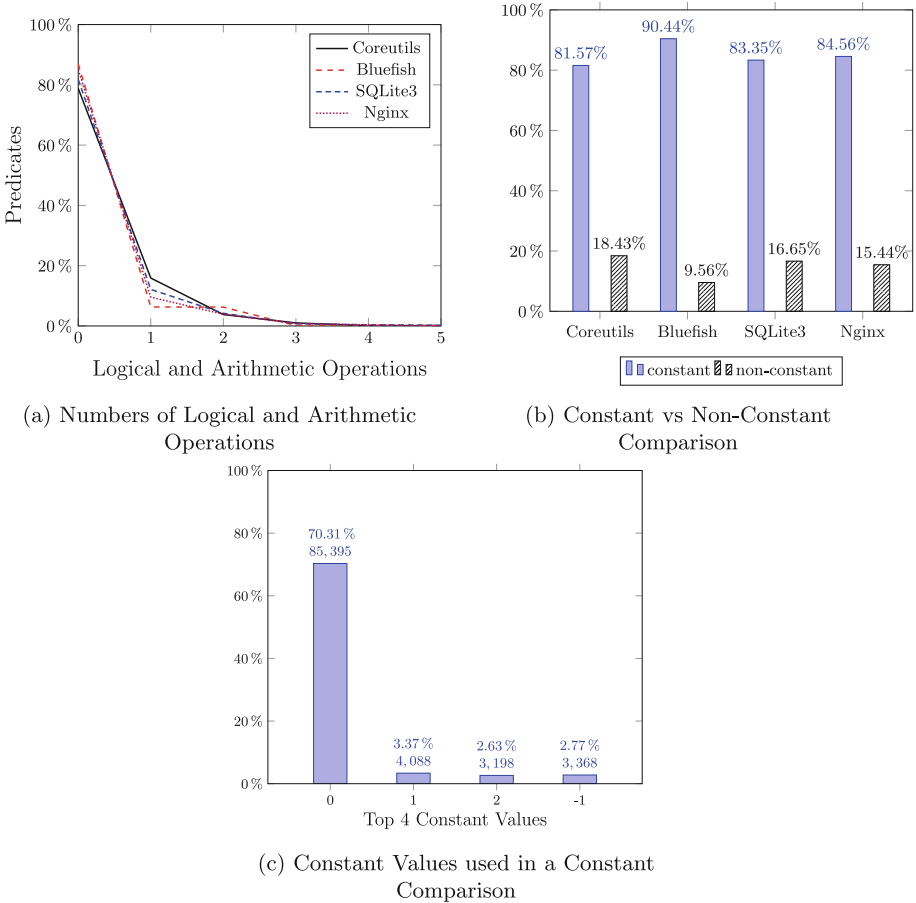 100 %
80 %
60 %
40 %
20 %
0 %
Predicates
Coreutils
Bluefish
SQLite3
Nginx
0 1 2 3 4 5
Logical and Arithmetic Operations
(a) Numbers of Logical and Arithmetic
Operations
100 %
80 %
60 %
40 %
20 %
0 %
81.57%
90.44%
83.35%
84.56%
18.43%
9.56%
16.65%
15.44%
Coreutils Bluefish SQLite3 Nginx
constant non-constant
(b) Constant vs Non-Constant
Comparison
100 %
80 %
60 %
40 %
20 %
0 %
70.31 %
85, 395
3.37 %
4, 088
2.63 %
3, 198
2.77 %
3, 368
0 1 2 -1
Top 4 Constant Values
(c) Constant Values used in a Constant
Comparison